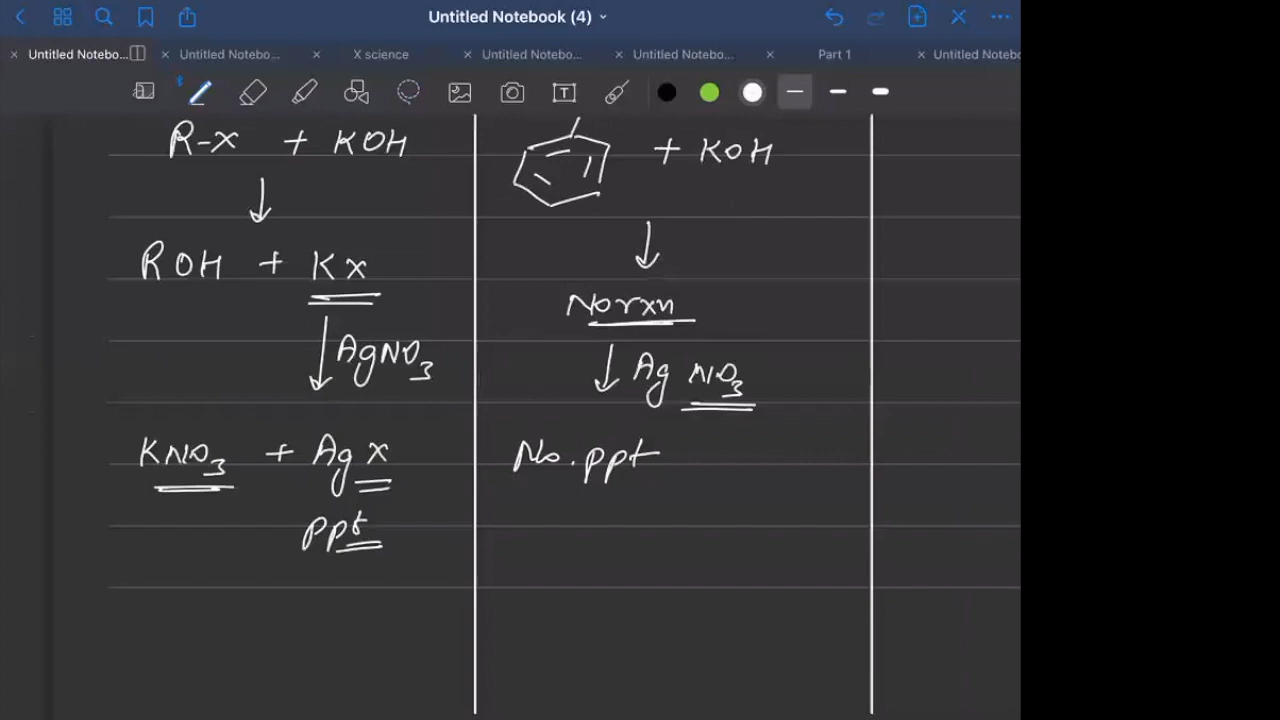 Untitled Notebook (4)
Untitled Notebo...
Untitled Notebo...
X science
Untitled Notebo...
Untitled Notebo...
Part 1
Untitled Notebo
T
R-X + KOH
ROH + KX
AgNO3
KNO3 + AgX
ppt
+ KOH
No rxn
AgNO3
No. ppt